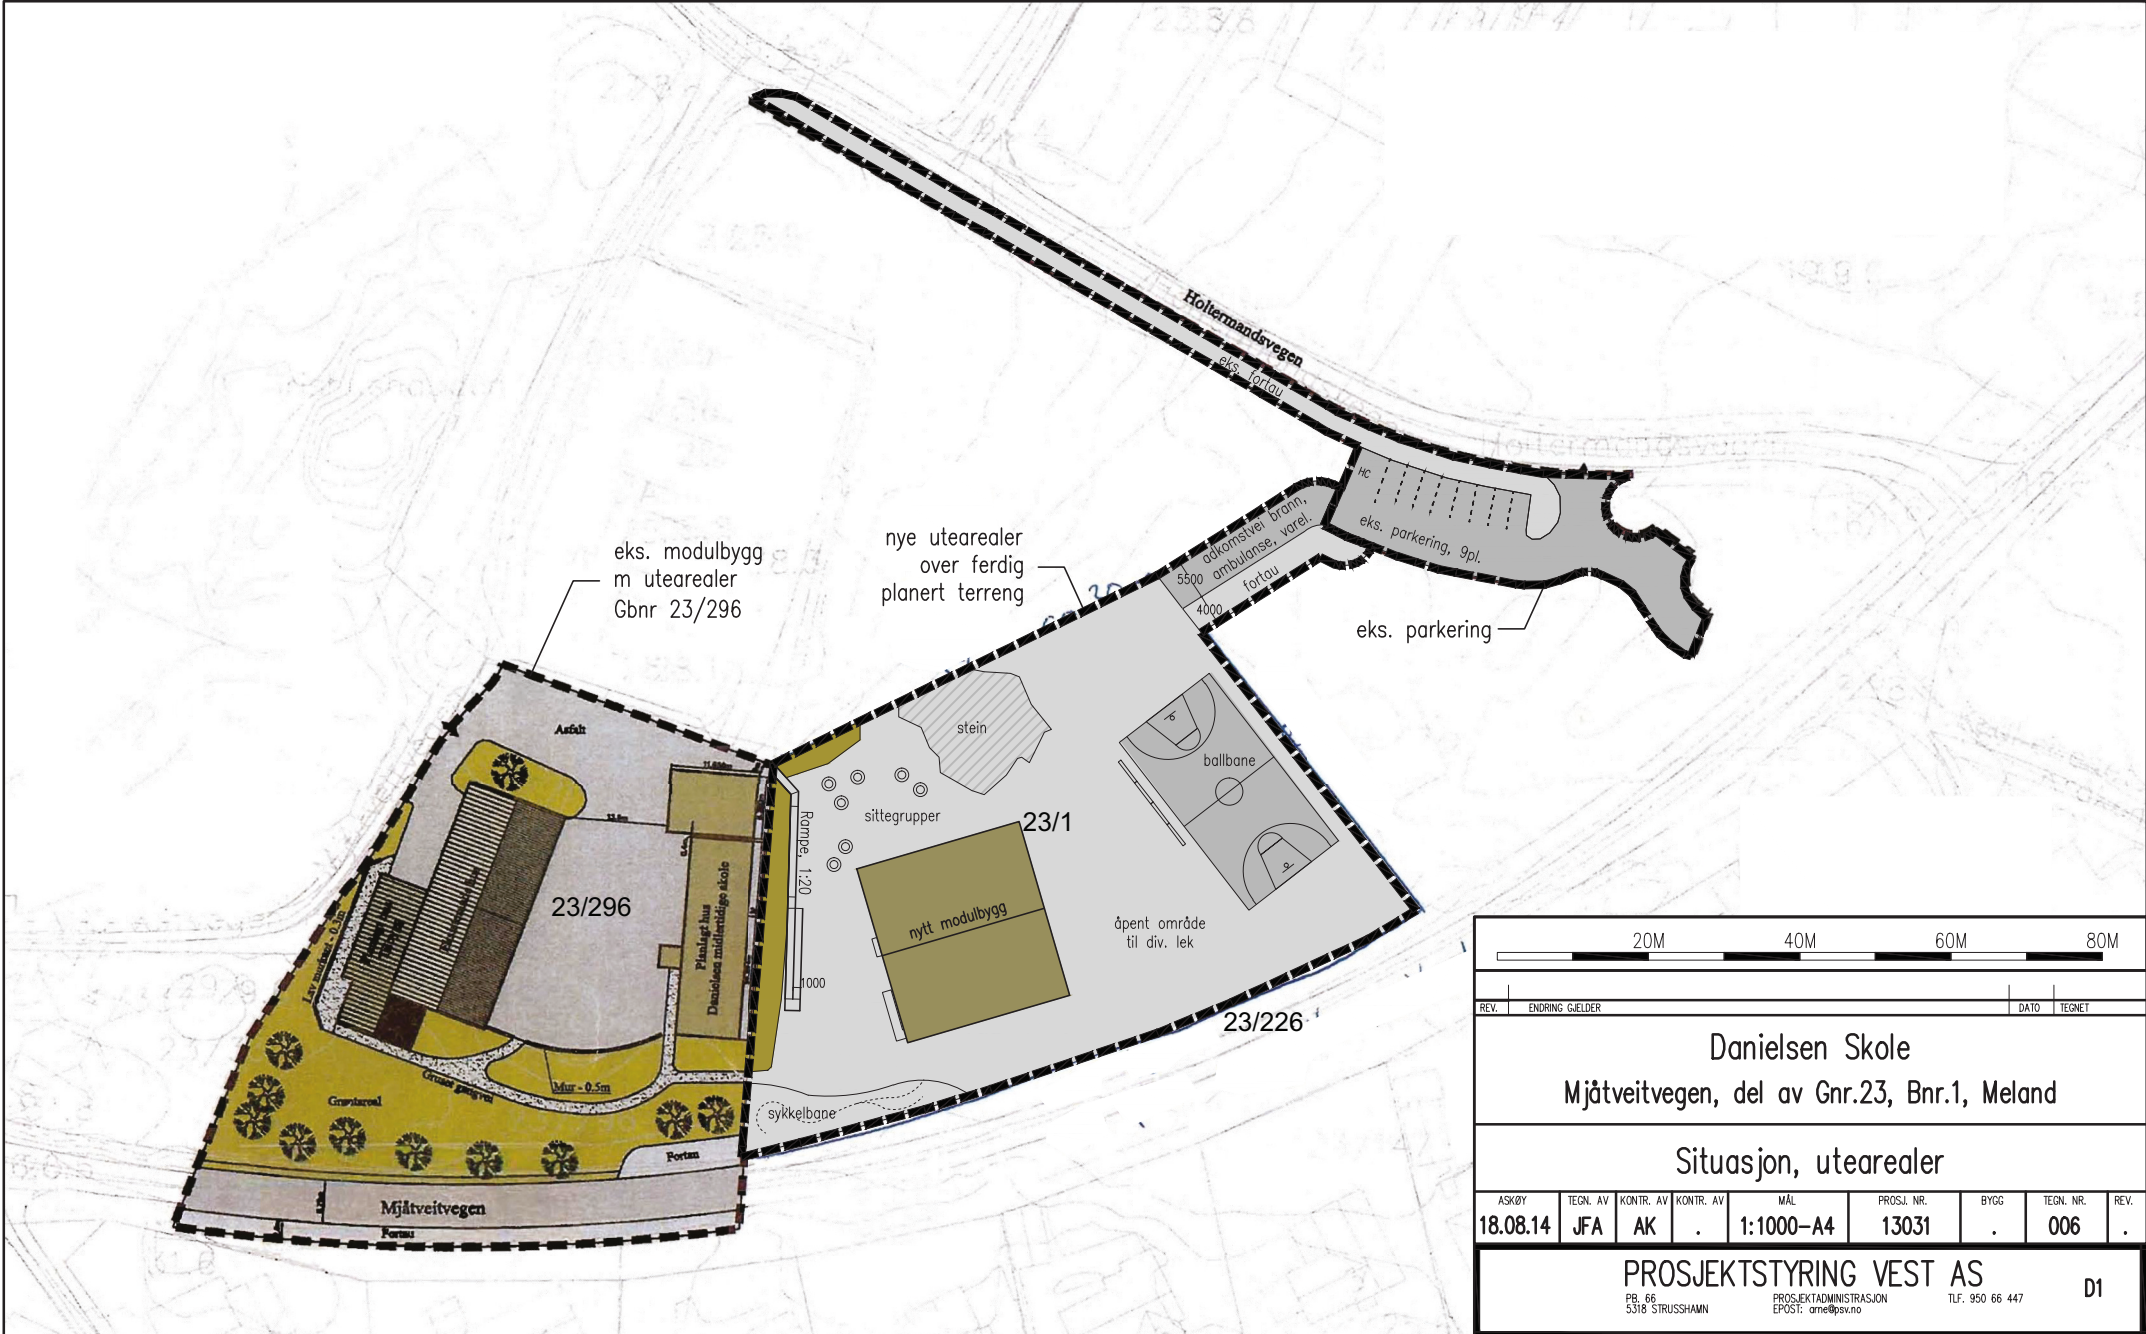 Holtermandsvegen
eks. fortau
HC
eks. parkering, 9pl.
adkomstvei brann,
ambulanse, varel.
5500
fortau
4000
eks. parkering
nye utearealer
over ferdig
planert terreng
eks. modulbygg
m utearealer
Gbnr 23/296
Asfalt
stein
ballbane
sittegrupper
23/1
Rampe, 1:20
23/296
Planlagt hus
Danielsen midlertidige skole
nytt modulbygg
åpent område
til div. lek
1000
23/226
Gruset gangvei
Mur - 0.5m
Grøntareal
sykkelbane
Fortau
Mjåtveitvegen
Fortau
20M 40M 60M 80M
REV. ENDRING GJELDER DATO TEGNET
Danielsen Skole
Mjåtveitvegen, del av Gnr.23, Bnr.1, Meland
Situasjon, utearealer
ASKØY TEGN. AV KONTR. AV KONTR. AV MÅL PROSJ. NR. BYGG TEGN. NR. REV.
18.08.14 JFA AK . 1:1000-A4 13031 . 006 .
PROSJEKTSTYRING VEST AS
D1
PB. 66 PROSJEKTADMINISTRASJON TLF. 950 66 447
5318 STRUSSHAMN EPOST: arne@psv.no